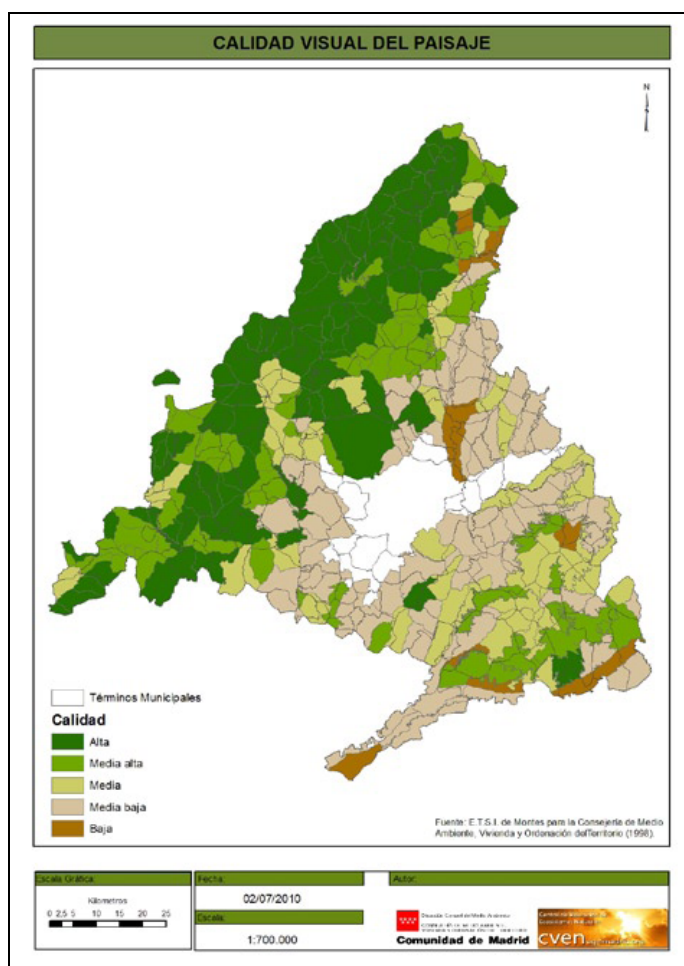 CALIDAD VISUAL DEL PAISAJE
N
Términos Municipales
Calidad
Alta
Media alta
Media
Media baja
Baja
Fuente: E.T.S.I. de Montes para la Consejería de Medio
Ambiente, Vivienda y Ordenación delTerritorio (1998).
Escala Gráfica:
Kilometros
0 2,5 5 10 15 20 25
Fecha:
02/07/2010
Escala:
1:700.000
Autor:
Comunidad de Madrid
cven